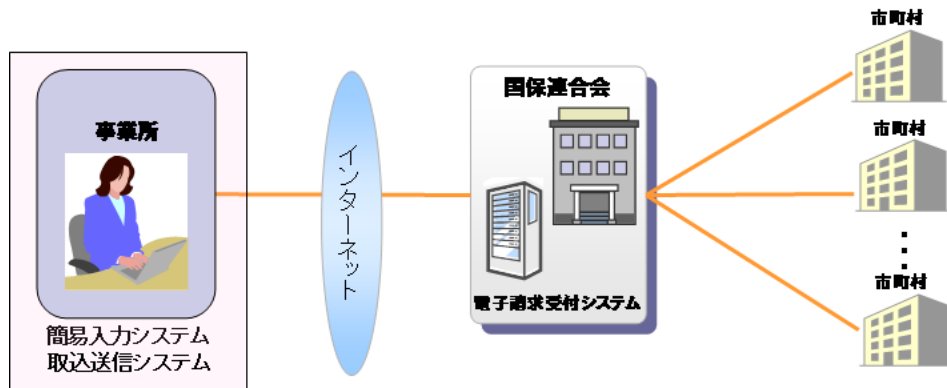 事業所
簡易入力システム
取込送信システム
インターネット
国保連合会
電子請求受付システム
市町村
市町村
市町村